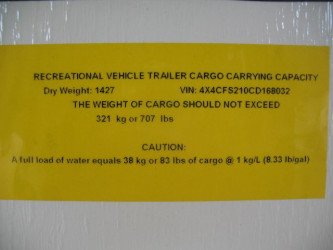 RECREATIONAL VEHICLE TRAILER CARGO CARRYING CAPACITY
Dry Weight: 1427 VIN: 4X4CFS210CD168032
THE WEIGHT OF CARGO SHOULD NOT EXCEED
321 kg or 707 lbs
CAUTION:
A full load of water equals 38 kg or 83 lbs of cargo @ 1 kg/L (8.33 lb/gal)